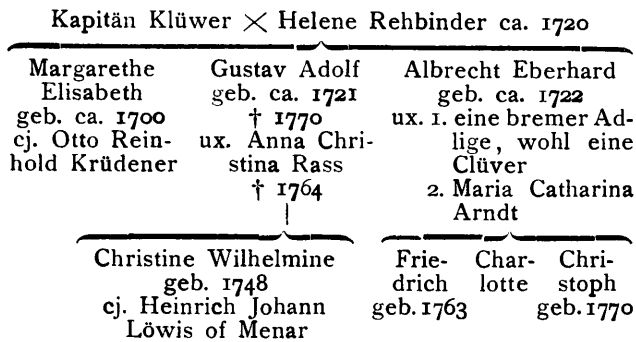 Kapitän Klüwer × Helene Rehbinder ca. 1720
Margarethe
Elisabeth
geb. ca. 1700
cj. Otto Rein-
hold Krüdener
Gustav Adolf
geb. ca. 1721
† 1770
ux. Anna Chri-
stina Rass
† 1764
Albrecht Eberhard
geb. ca. 1722
ux. 1. eine bremer Ad-
lige, wohl eine
Clüver
2. Maria Catharina
Arndt
Christine Wilhelmine
geb. 1748
cj. Heinrich Johann
Löwis of Menar
Frie-
drich
geb. 1763
Char-
lotte
Chri-
stoph
geb. 1770